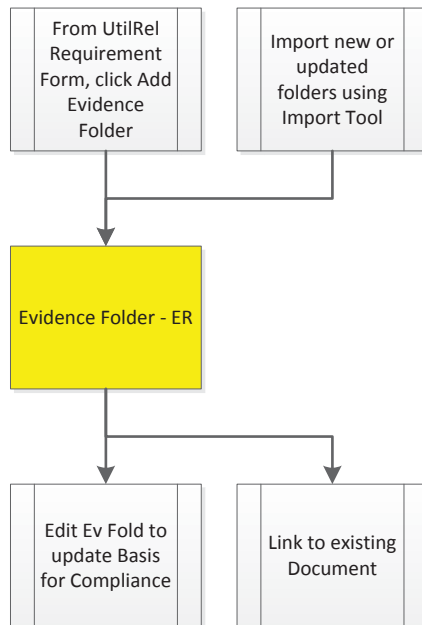 From UtilRel
Requirement
Form, click Add
Evidence
Folder
Import new or
updated
folders using
Import Tool
Evidence Folder - ER
Edit Ev Fold to
update Basis
for Compliance
Link to existing
Document